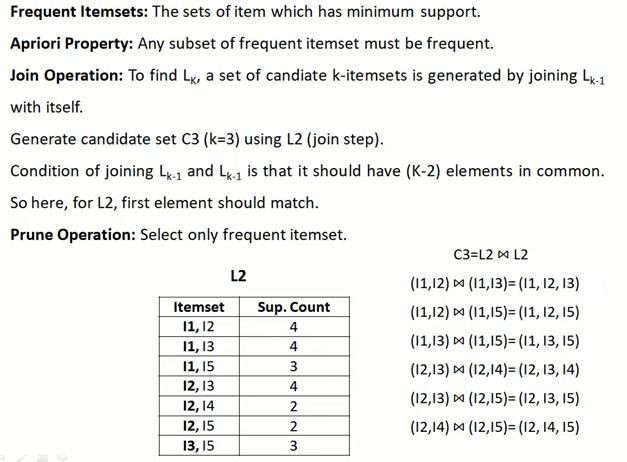 Frequent Itemsets: The sets of item which has minimum support.
Apriori Property: Any subset of frequent itemset must be frequent.
Join Operation: To find Lₖ, a set of candiate k-itemsets is generated by joining Lₖ₋₁
with itself.
Generate candidate set C3 (k=3) using L2 (join step).
Condition of joining Lₖ₋₁ and Lₖ₋₁ is that it should have (K-2) elements in common.
So here, for L2, first element should match.
Prune Operation: Select only frequent itemset.
L2
Itemset Sup. Count
I1, I2 4
I1, I3 4
I1, I5 3
I2, I3 4
I2, I4 2
I2, I5 2
I3, I5 3
C3=L2 ⋈ L2
(I1,I2) ⋈ (I1,I3)= (I1, I2, I3)
(I1,I2) ⋈ (I1,I5)= (I1, I2, I5)
(I1,I3) ⋈ (I1,I5)= (I1, I3, I5)
(I2,I3) ⋈ (I2,I4)= (I2, I3, I4)
(I2,I3) ⋈ (I2,I5)= (I2, I3, I5)
(I2,I4) ⋈ (I2,I5)= (I2, I4, I5)